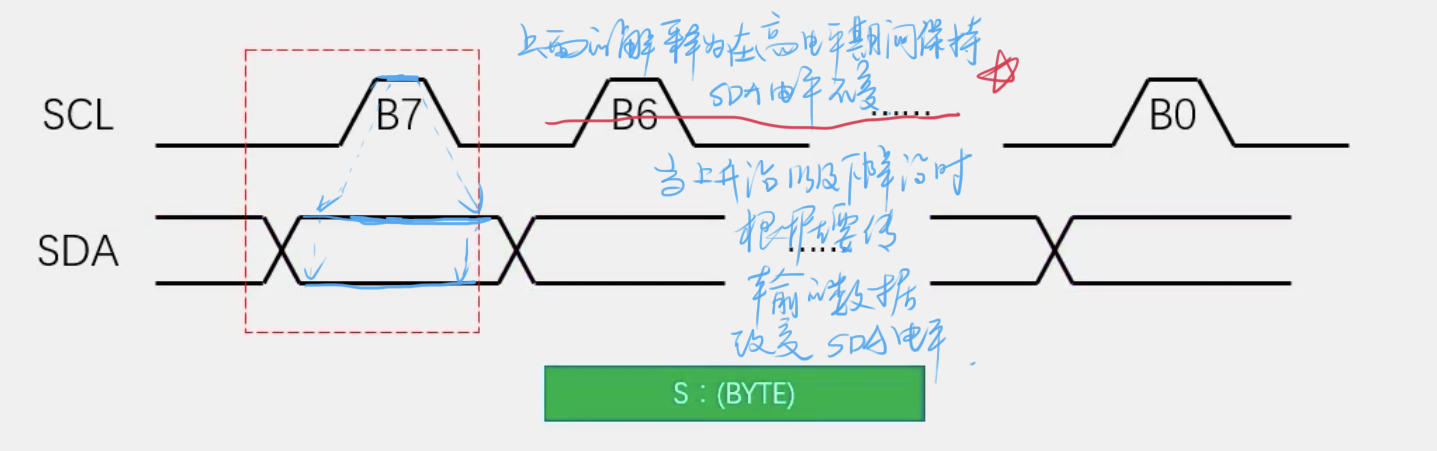 上面的解释为在高电平期间保持
SDA电平不变
SCL
B7
B6
......
B0
当上升沿以及下降沿时
根据要传
SDA
......
输的数据
改变 SDA电平.
S：(BYTE)